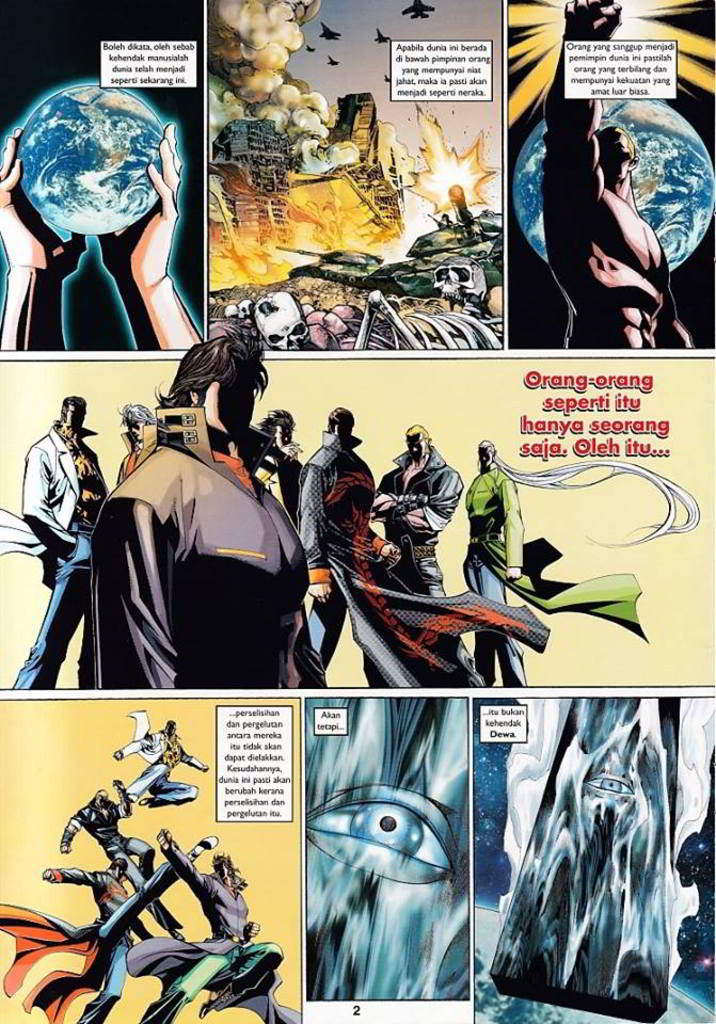 Boleh dikata, oleh sebab
kehendak manusialah
dunia telah menjadi
seperti sekarang ini.
Apabila dunia ini berada
di bawah pimpinan orang
yang mempunyai niat
jahat, maka ia pasti akan
menjadi seperti neraka.
Orang yang sanggup menjadi
pemimpin dunia ini pastilah
orang yang terbilang dan
mempunyai kekuatan yang
amat luar biasa.
Orang-orang
seperti itu
hanya seorang
saja. Oleh itu...
...perselisihan
dan pergelutan
antara mereka
itu tidak akan
dapat dielakkan.
Kesudahannya,
dunia ini pasti akan
berubah kerana
perselisihan dan
pergelutan itu.
Akan
tetapi...
...itu bukan
kehendak
Dewa.
2